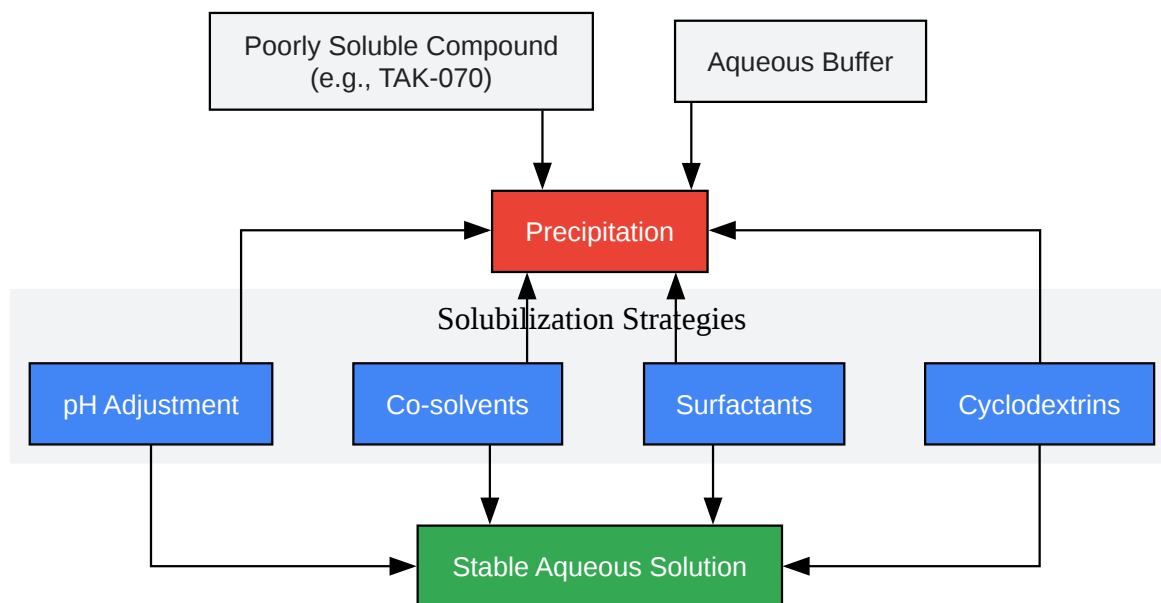 Poorly Soluble Compound
(e.g., TAK-070)
Aqueous Buffer
Precipitation
Solubilization Strategies
pH Adjustment
Co-solvents
Surfactants
Cyclodextrins
Stable Aqueous Solution